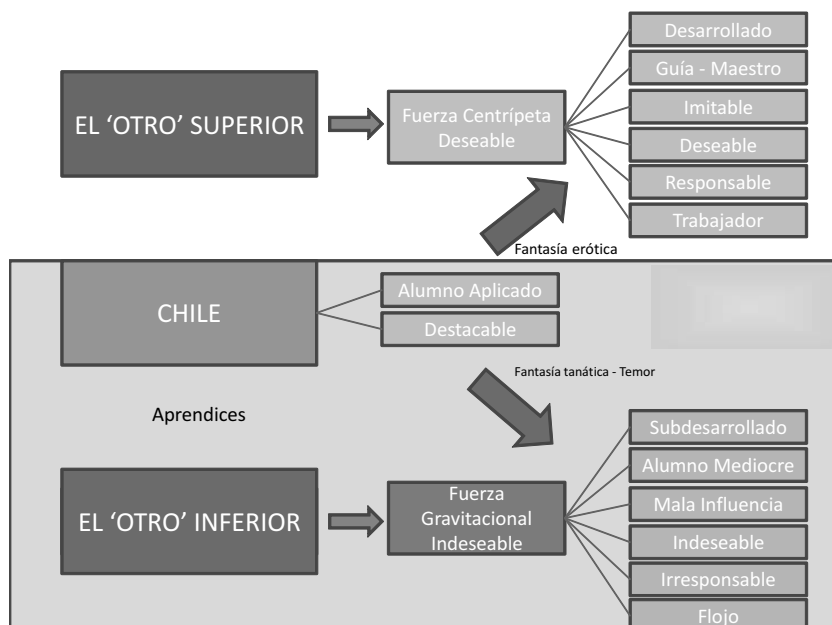 EL ‘OTRO’ SUPERIOR
Fuerza Centrípeta
Deseable
Desarrollado
Guía - Maestro
Imitable
Deseable
Responsable
Trabajador
Fantasía erótica
CHILE
Alumno Aplicado
Destacable
Fantasía tanática - Temor
Aprendices
EL ‘OTRO’ INFERIOR
Fuerza
Gravitacional
Indeseable
Subdesarrollado
Alumno Mediocre
Mala Influencia
Indeseable
Irresponsable
Flojo